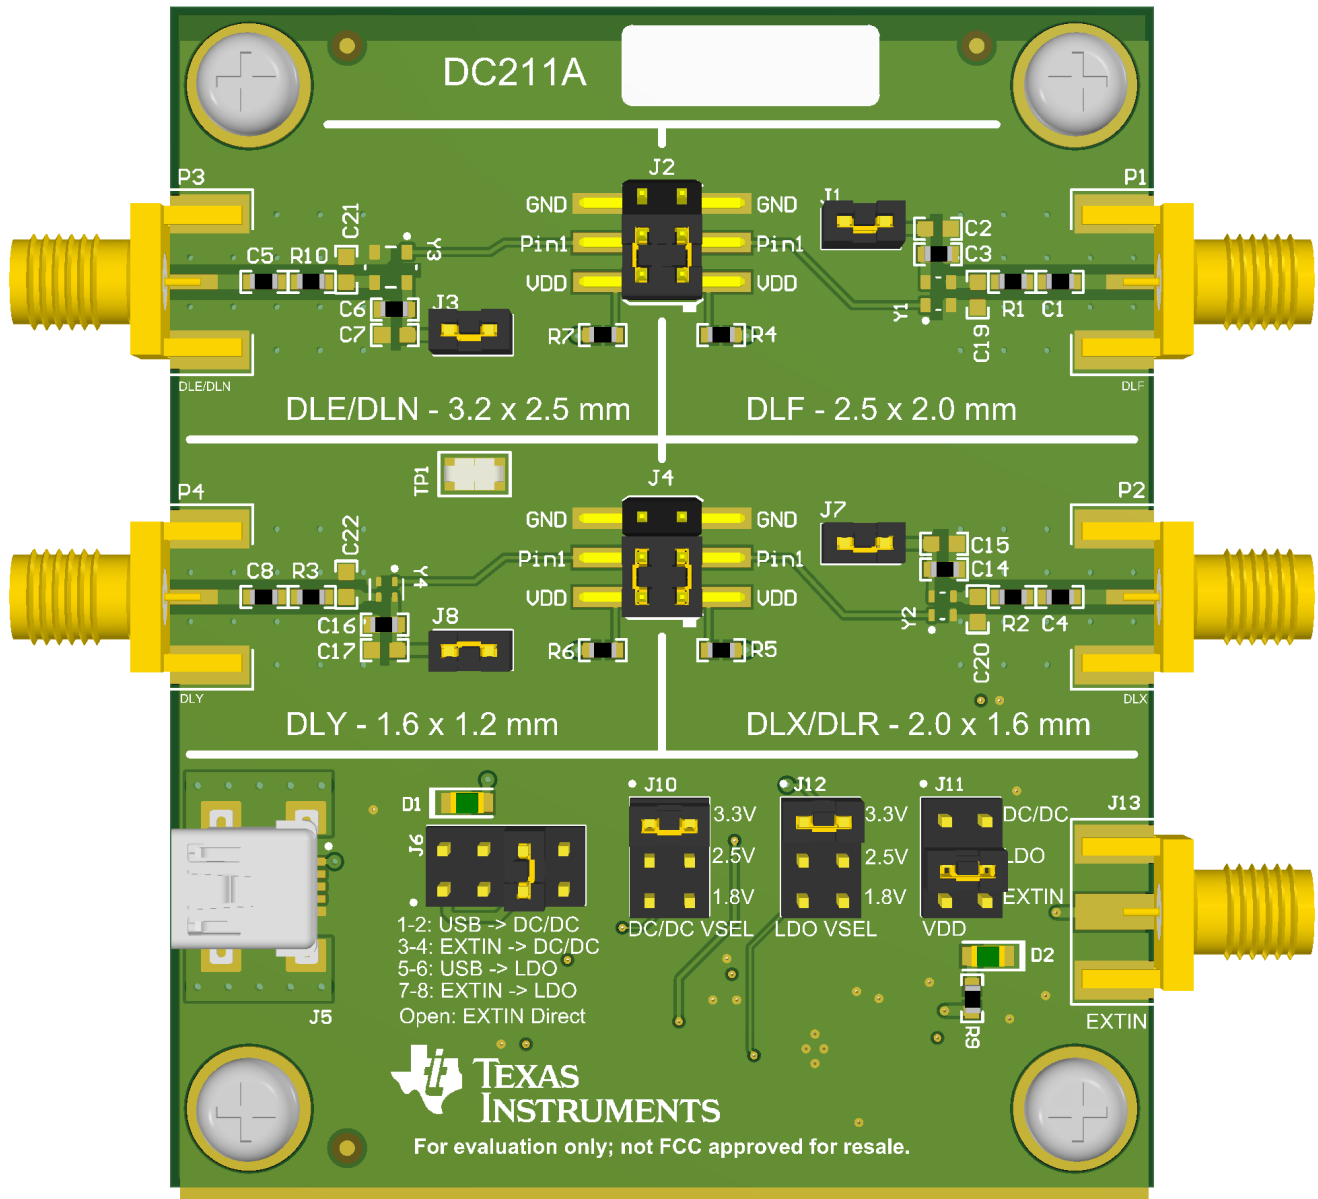 DC211A
P3
C21
C5
R10
Y3
C6
C7
J3
DLE/DLN
J2
GND
GND
Pin1
Pin1
VDD
VDD
R7
R4
J1
C2
C3
P1
Y1
C19
R1
C1
DLF
DLE/DLN - 3.2 x 2.5 mm
DLF - 2.5 x 2.0 mm
TP1
P4
C22
C8
R3
Y4
C16
C17
J8
DLY
J4
GND
GND
Pin1
Pin1
VDD
VDD
R6
R5
J7
C15
C14
P2
Y2
C20
R2
C4
DLX
DLY - 1.6 x 1.2 mm
DLX/DLR - 2.0 x 1.6 mm
D1
J6
J5
1-2: USB -> DC/DC
3-4: EXTIN -> DC/DC
5-6: USB -> LDO
7-8: EXTIN -> LDO
Open: EXTIN Direct
J10
3.3V
2.5V
1.8V
DC/DC VSEL
J12
3.3V
2.5V
1.8V
LDO VSEL
J11
DC/DC
LDO
EXTIN
VDD
D2
R9
J13
EXTIN
TEXAS
INSTRUMENTS
For evaluation only; not FCC approved for resale.